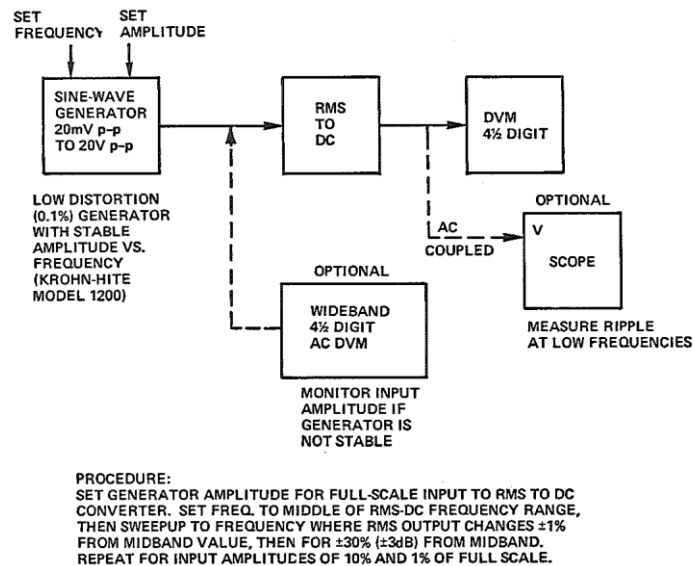 SET
FREQUENCY
SET
AMPLITUDE
SINE-WAVE
GENERATOR
20mV p-p
TO 20V p-p
RMS
TO
DC
DVM
4½ DIGIT
LOW DISTORTION
(0.1%) GENERATOR
WITH STABLE
AMPLITUDE VS.
FREQUENCY
(KROHN-HITE
MODEL 1200)
OPTIONAL
WIDEBAND
4½ DIGIT
AC DVM
MONITOR INPUT
AMPLITUDE IF
GENERATOR IS
NOT STABLE
AC
COUPLED
OPTIONAL
V
SCOPE
MEASURE RIPPLE
AT LOW FREQUENCIES
PROCEDURE:
SET GENERATOR AMPLITUDE FOR FULL-SCALE INPUT TO RMS TO DC
CONVERTER. SET FREQ. TO MIDDLE OF RMS-DC FREQUENCY RANGE,
THEN SWEEPUP TO FREQUENCY WHERE RMS OUTPUT CHANGES ±1%
FROM MIDBAND VALUE, THEN FOR ±30% (±3dB) FROM MIDBAND.
REPEAT FOR INPUT AMPLITUDES OF 10% AND 1% OF FULL SCALE.